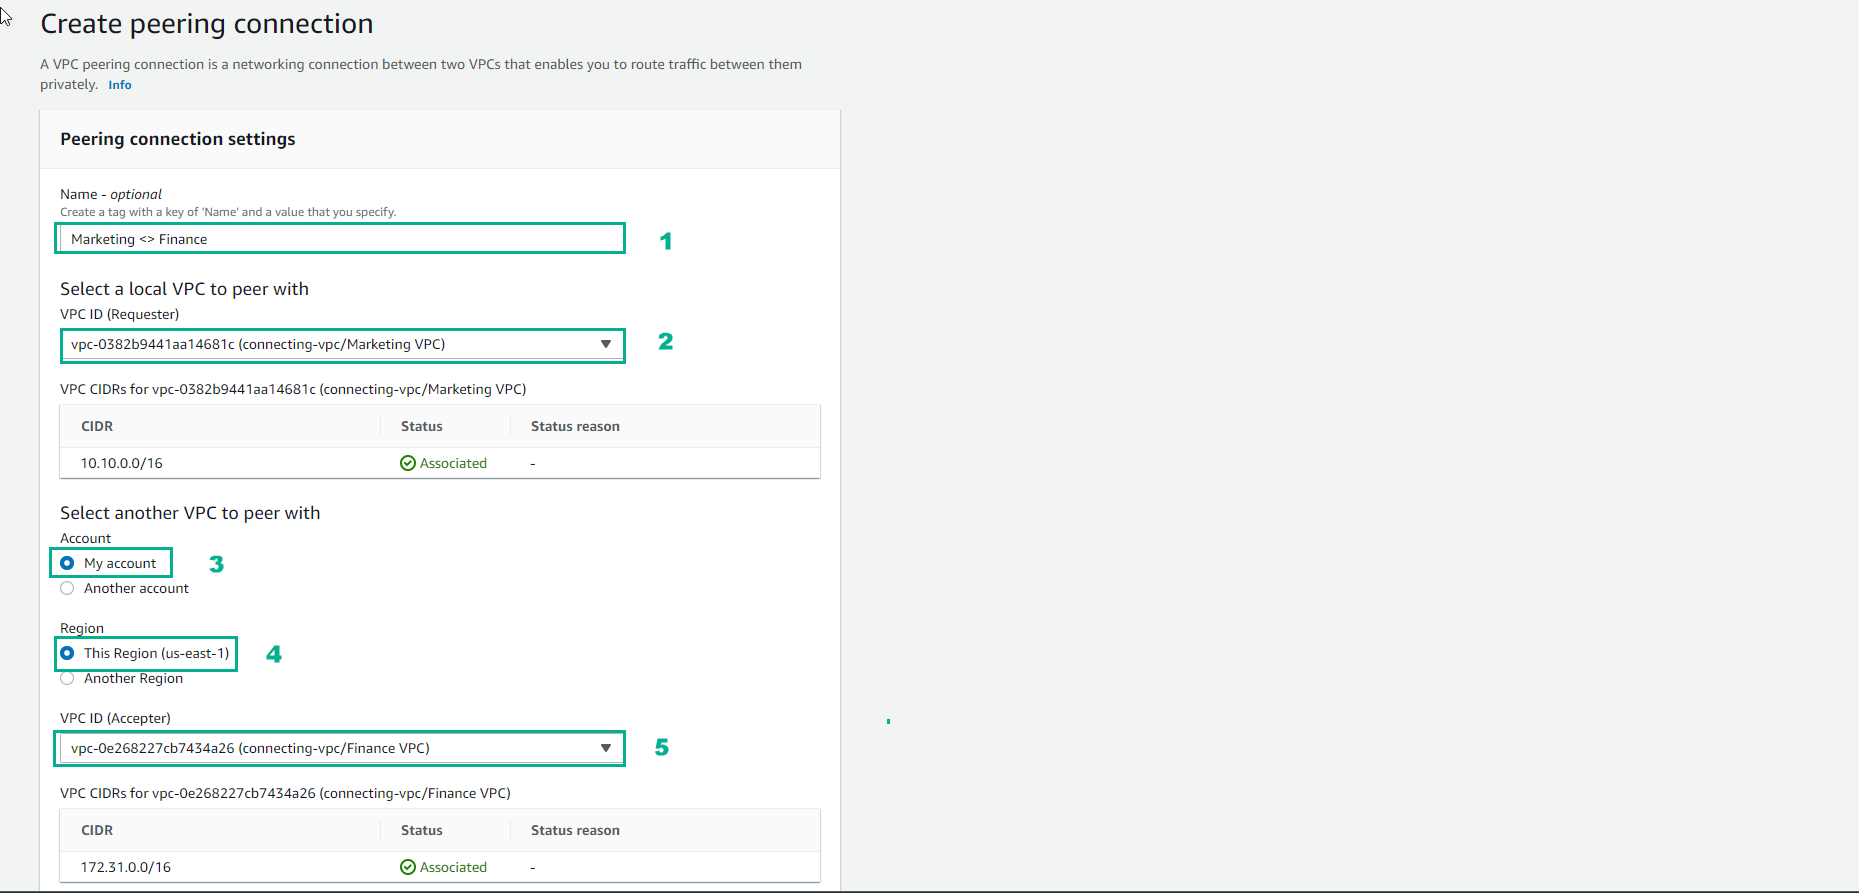 Create peering connection
A VPC peering connection is a networking connection between two VPCs that enables you to route traffic between them
privately. Info
Peering connection settings
Name - optional
Create a tag with a key of 'Name' and a value that you specify.
Marketing <> Finance 1
Select a local VPC to peer with
VPC ID (Requester)
vpc-0382b9441aa14681c (connecting-vpc/Marketing VPC) 2
VPC CIDRs for vpc-0382b9441aa14681c (connecting-vpc/Marketing VPC)
CIDR Status Status reason
10.10.0.0/16 Associated -
Select another VPC to peer with
Account
My account 3
Another account
Region
This Region (us-east-1) 4
Another Region
VPC ID (Accepter)
vpc-0e268227cb7434a26 (connecting-vpc/Finance VPC) 5
VPC CIDRs for vpc-0e268227cb7434a26 (connecting-vpc/Finance VPC)
CIDR Status Status reason
172.31.0.0/16 Associated -